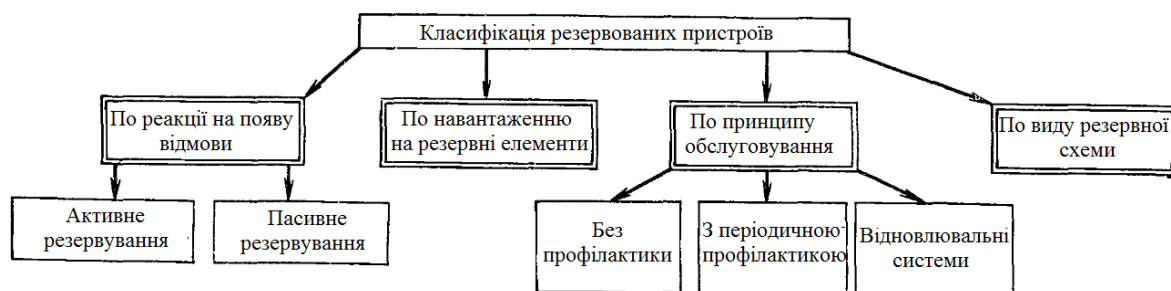 Класифікація резервованих пристроїв
По реакції на появу
відмови
По навантаженню
на резервні елементи
По принципу
обслуговування
По виду резервної
схеми
Активне
резервування
Пасивне
резервування
Без
профілактики
З періодичною
профілактикою
Відновлювальні
системи